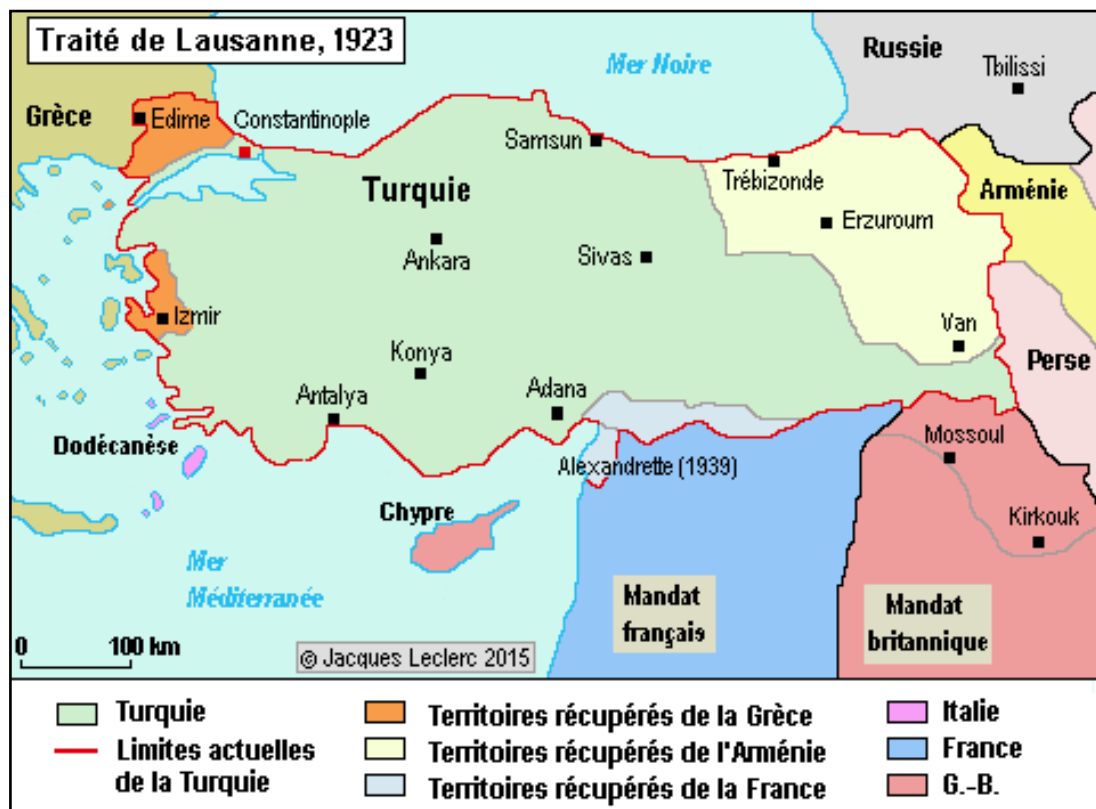 Traité de Lausanne, 1923
Mer Noire
Russie
Tbilissi
Grèce
Edime
Constantinople
Samsun
Trébizonde
Arménie
Turquie
Erzuroum
Ankara
Sivas
Izmir
Van
Konya
Perse
Antalya
Adana
Dodécanèse
Mossoul
Alexandrette (1939)
Chypre
Kirkouk
Mer
Méditerranée
Mandat
français
Mandat
britannique
0 100 km
© Jacques Leclerc 2015
Turquie
Limites actuelles
de la Turquie
Territoires récupérés de la Grèce
Territoires récupérés de l'Arménie
Territoires récupérés de la France
Italie
France
G.-B.